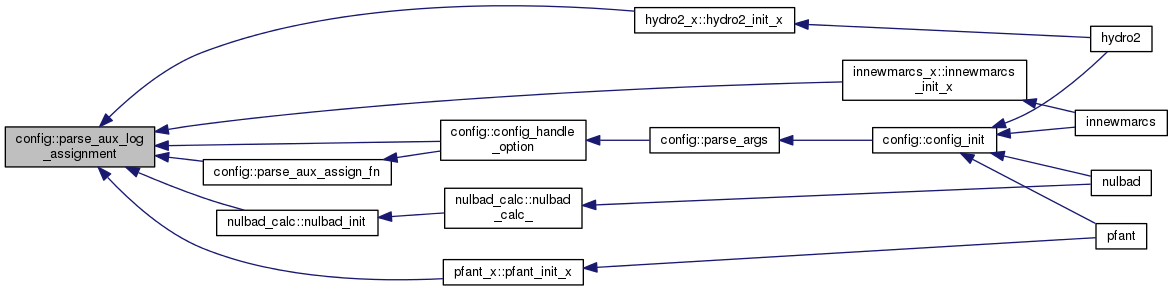 hydro2_x::hydro2_init_x
hydro2
innewmarcs_x::innewmarcs
_init_x
innewmarcs
config::parse_aux_log
_assignment
config::config_handle
_option
config::parse_args
config::config_init
config::parse_aux_assign_fn
nulbad
nulbad_calc::nulbad
_calc_
nulbad_calc::nulbad_init
pfant
pfant_x::pfant_init_x